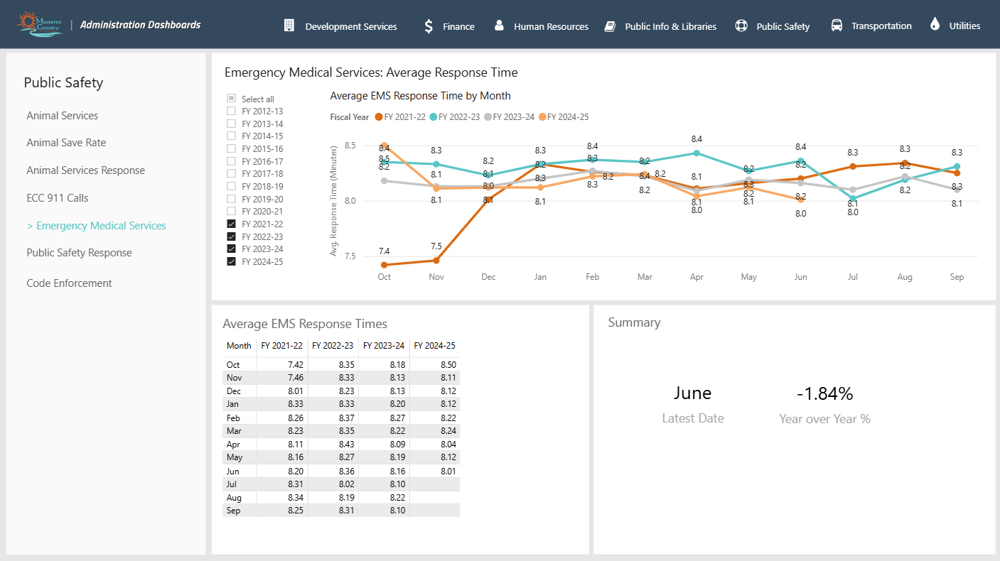 Manatee County | Administration Dashboards
Development Services
Finance
Human Resources
Public Info & Libraries
Public Safety
Transportation
Utilities
Public Safety
Animal Services
Animal Save Rate
Animal Services Response
ECC 911 Calls
> Emergency Medical Services
Public Safety Response
Code Enforcement
Emergency Medical Services: Average Response Time
Select all
FY 2012-13
FY 2013-14
FY 2014-15
FY 2015-16
FY 2016-17
FY 2017-18
FY 2018-19
FY 2019-20
FY 2020-21
FY 2021-22
FY 2022-23
FY 2023-24
FY 2024-25
Average EMS Response Time by Month
Fiscal Year FY 2021-22 FY 2022-23 FY 2023-24 FY 2024-25
Avg. Response Time (Minutes)
8.5
8.0
7.5
8.4
8.5
8.2
7.4
8.3
8.1
8.1
7.5
8.2
8.1
8.0
8.1
8.3
8.2
8.3
8.1
8.4
8.3
8.2
8.3
8.2
8.2
8.4
8.2
8.4
8.1
8.1
8.0
8.2
8.3
8.2
8.1
8.4
8.2
8.2
8.0
8.3
8.1
8.0
8.3
8.2
8.2
8.3
8.3
8.1
Oct Nov Dec Jan Feb Mar Apr May Jun Jul Aug Sep
Average EMS Response Times
Month FY 2021-22 FY 2022-23 FY 2023-24 FY 2024-25
Oct 7.42 8.35 8.18 8.50
Nov 7.46 8.33 8.13 8.11
Dec 8.01 8.23 8.13 8.12
Jan 8.33 8.33 8.20 8.12
Feb 8.26 8.37 8.27 8.22
Mar 8.23 8.35 8.22 8.24
Apr 8.11 8.43 8.09 8.04
May 8.16 8.27 8.19 8.12
Jun 8.20 8.36 8.16 8.01
Jul 8.31 8.02 8.10
Aug 8.34 8.19 8.22
Sep 8.25 8.31 8.10
Summary
June
Latest Date
-1.84%
Year over Year %